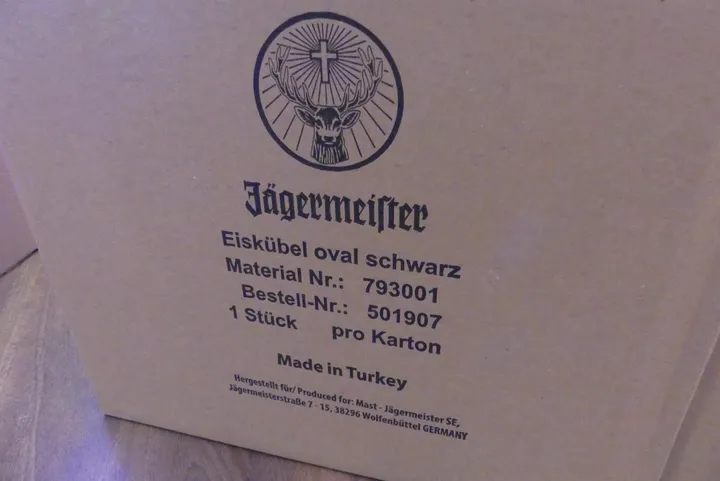 Jägermeiſter
Eiskübel oval schwarz
Material Nr.: 793001
Bestell-Nr.: 501907
1 Stück pro Karton
Made in Turkey
Hergestellt für/ Produced for: Mast - Jägermeister SE,
Jägermeisterstraße 7 - 15, 38296 Wolfenbüttel GERMANY